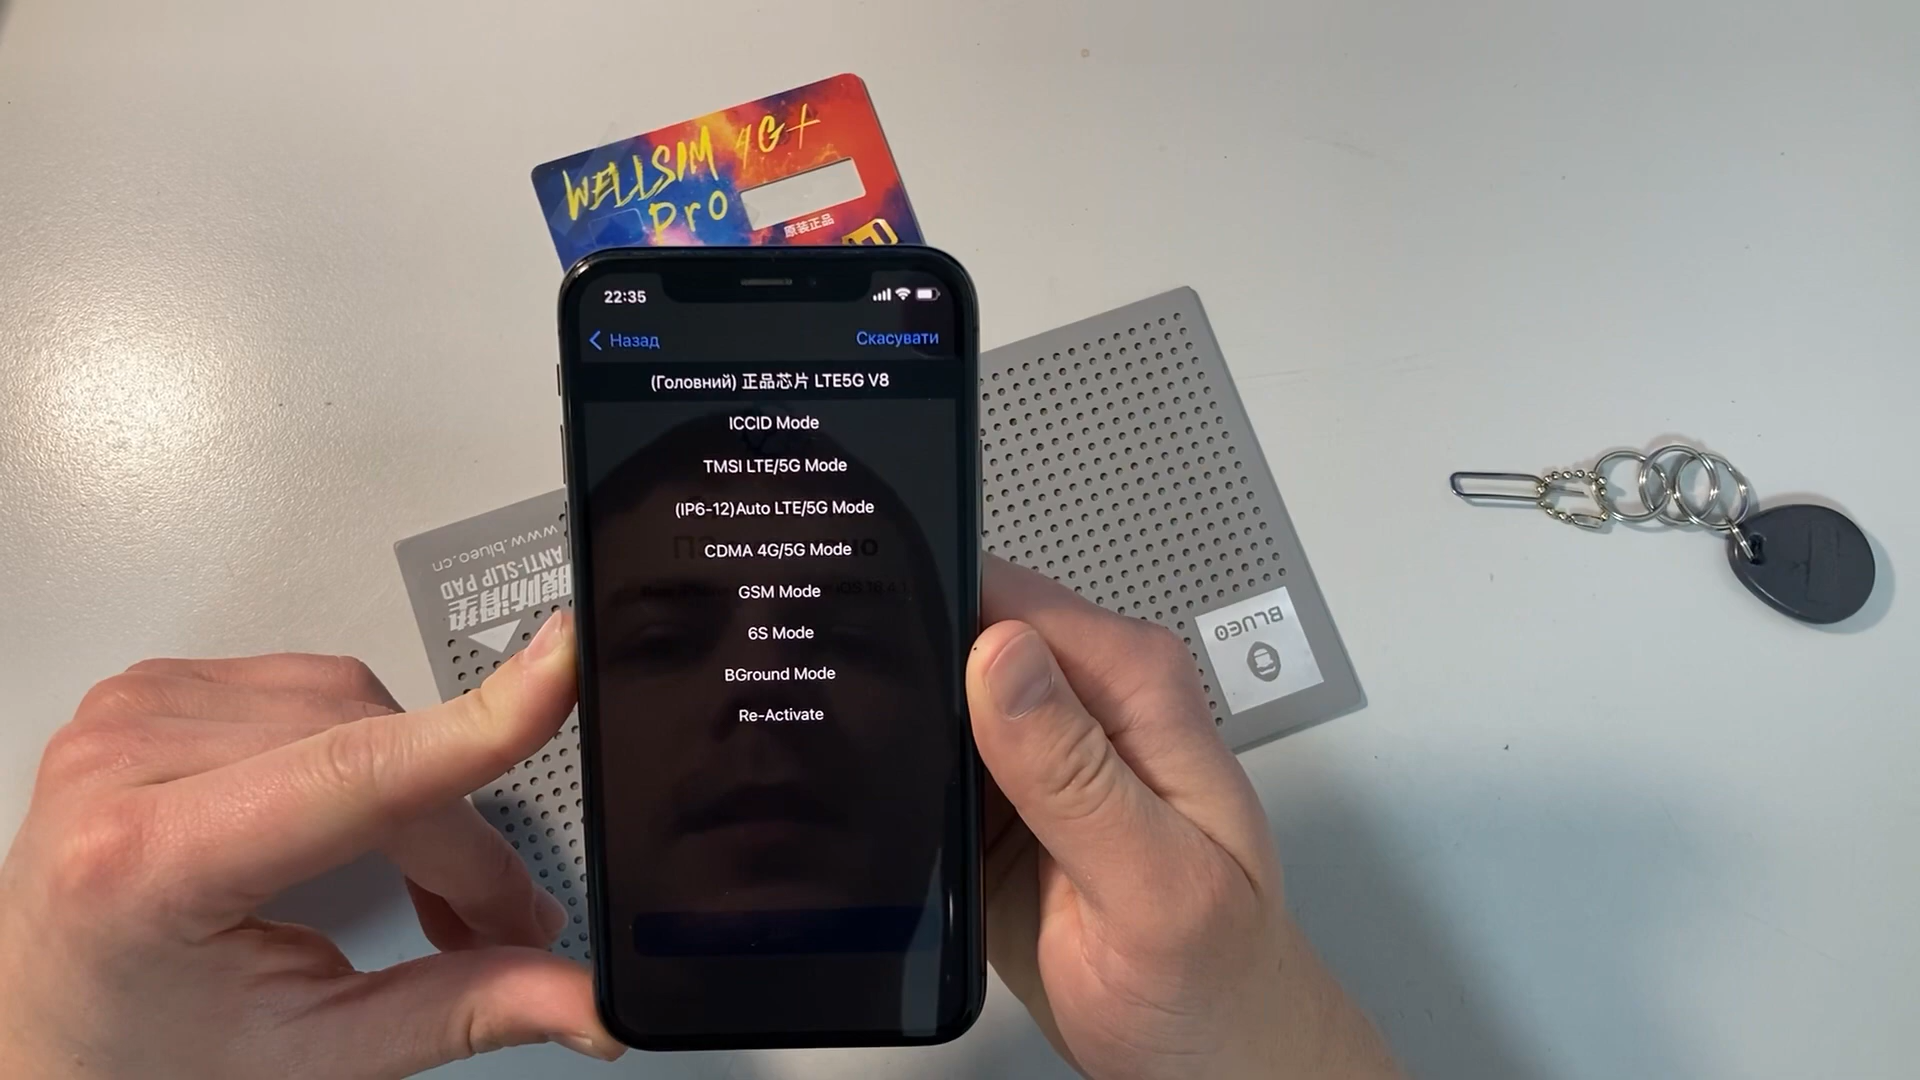 WELLSIM 4G+
Pro
原装正品
22:35
Назад
Скасувати
(Головний) 正品芯片 LTE5G V8
ICCID Mode
TMSI LTE/5G Mode
(IP6-12)Auto LTE/5G Mode
CDMA 4G/5G Mode
GSM Mode
6S Mode
BGround Mode
Re-Activate
www.blueo.cn
ANTI-SLIP PAD
BLUEO